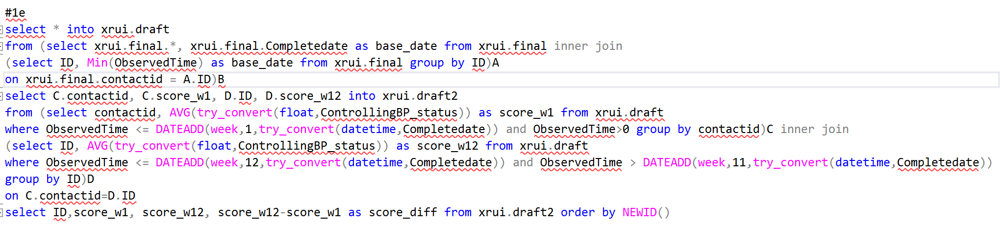 #1e
select * into xrui.draft
from (select xrui.final.*, xrui.final.Completedate as base_date from xrui.final inner join
(select ID, Min(ObservedTime) as base_date from xrui.final group by ID)A
on xrui.final.contactid = A.ID)B
select C.contactid, C.score_w1, D.ID, D.score_w12 into xrui.draft2
from (select contactid, AVG(try_convert(float,ControllingBP_status)) as score_w1 from xrui.draft
where ObservedTime <= DATEADD(week,1,try_convert(datetime,Completedate)) and ObservedTime>0 group by contactid)C inner join
(select ID, AVG(try_convert(float,ControllingBP_status)) as score_w12 from xrui.draft
where ObservedTime <= DATEADD(week,12,try_convert(datetime,Completedate)) and ObservedTime > DATEADD(week,11,try_convert(datetime,Completedate))
group by ID)D
on C.contactid=D.ID
select ID,score_w1, score_w12, score_w12-score_w1 as score_diff from xrui.draft2 order by NEWID()